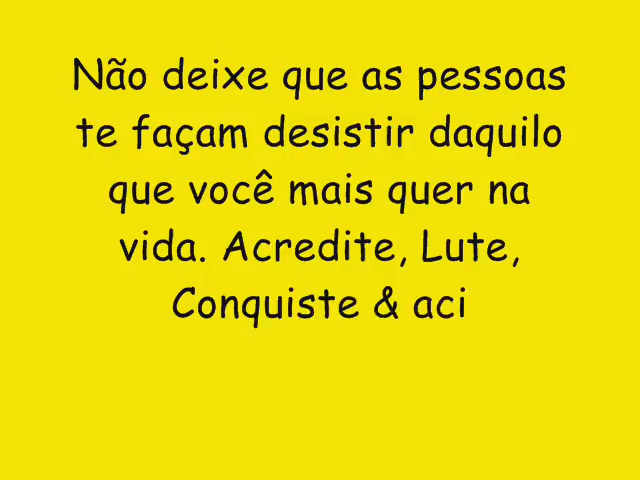 Não deixe que as pessoas
te façam desistir daquilo
que você mais quer na
vida. Acredite, Lute,
Conquiste & aci